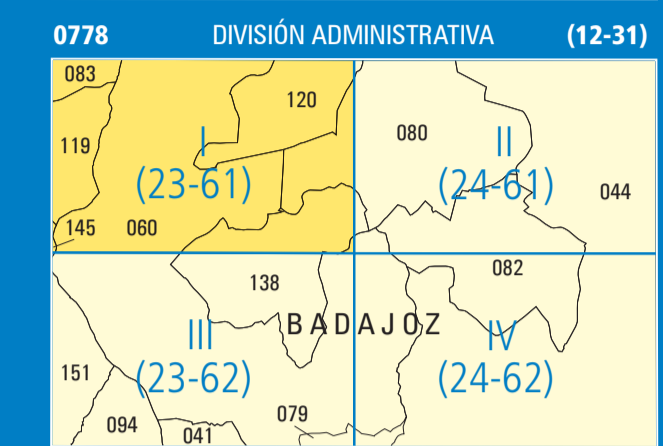 0778 DIVISIÓN ADMINISTRATIVA (12-31)
083
120
119
080
I
II
(23-61)
(24-61)
044
145
060
082
138
BADAJOZ
III
IV
(23-62)
(24-62)
151
079
094
041